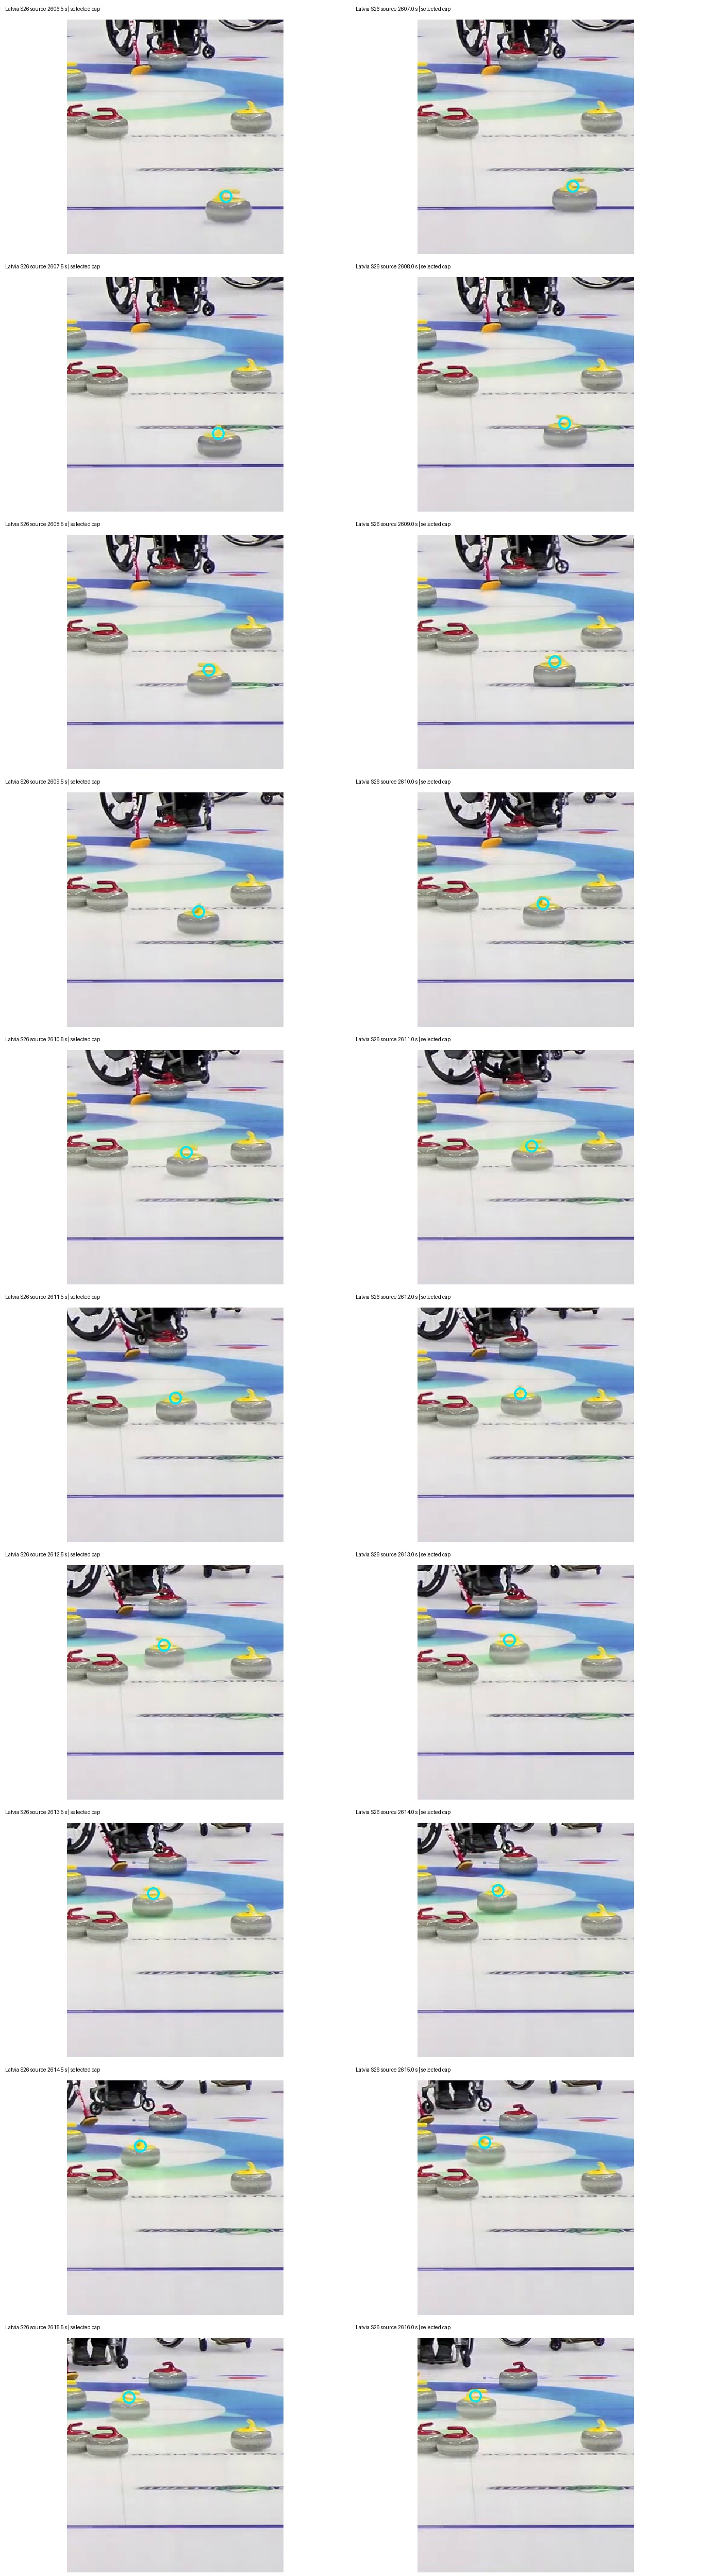 Latvia S26 source 2606.5 s | selected cap
Latvia S26 source 2607.0 s | selected cap
Latvia S26 source 2607.5 s | selected cap
Latvia S26 source 2608.0 s | selected cap
Latvia S26 source 2608.5 s | selected cap
Latvia S26 source 2609.0 s | selected cap
Latvia S26 source 2609.5 s | selected cap
Latvia S26 source 2610.0 s | selected cap
Latvia S26 source 2610.5 s | selected cap
Latvia S26 source 2611.0 s | selected cap
Latvia S26 source 2611.5 s | selected cap
Latvia S26 source 2612.0 s | selected cap
Latvia S26 source 2612.5 s | selected cap
Latvia S26 source 2613.0 s | selected cap
Latvia S26 source 2613.5 s | selected cap
Latvia S26 source 2614.0 s | selected cap
Latvia S26 source 2614.5 s | selected cap
Latvia S26 source 2615.0 s | selected cap
Latvia S26 source 2615.5 s | selected cap
Latvia S26 source 2616.0 s | selected cap